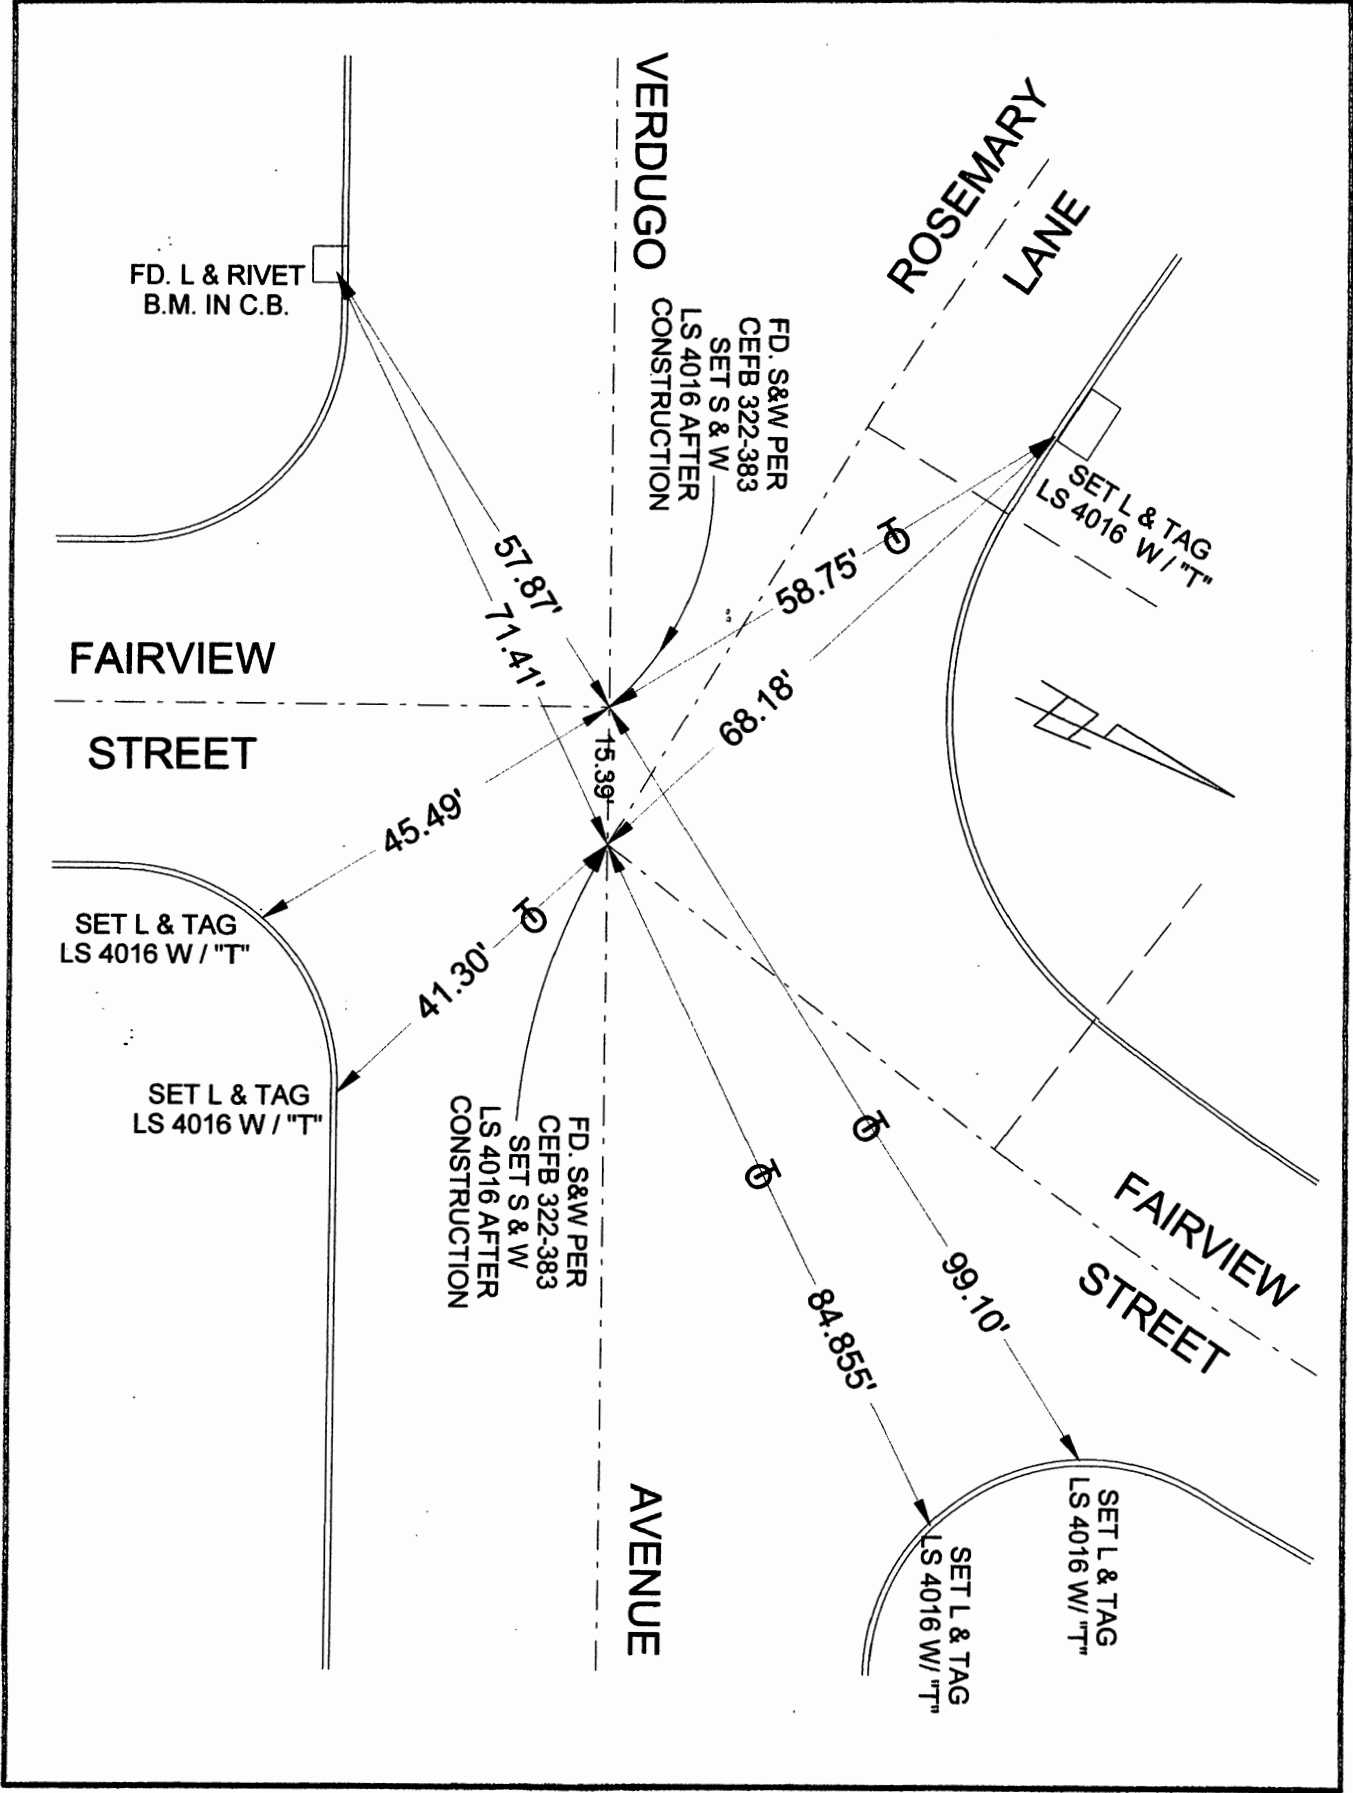 VERDUGO
ROSEMARY
LANE
FD. L & RIVET
B.M. IN C.B.
FD. S&W PER
CEFB 322-383
SET S & W
LS 4016 AFTER
CONSTRUCTION
SET L & TAG
LS 4016 W / "T"
57.87'
71.41'
58.75'
68.18'
15.39'
FAIRVIEW
STREET
45.49'
41.30'
SET L & TAG
LS 4016 W / "T"
SET L & TAG
LS 4016 W / "T"
FD. S&W PER
CEFB 322-383
SET S & W
LS 4016 AFTER
CONSTRUCTION
FAIRVIEW
STREET
99.10'
84.855'
AVENUE
SET L & TAG
LS 4016 W/ "T"
SET L & TAG
LS 4016 W/ "T"